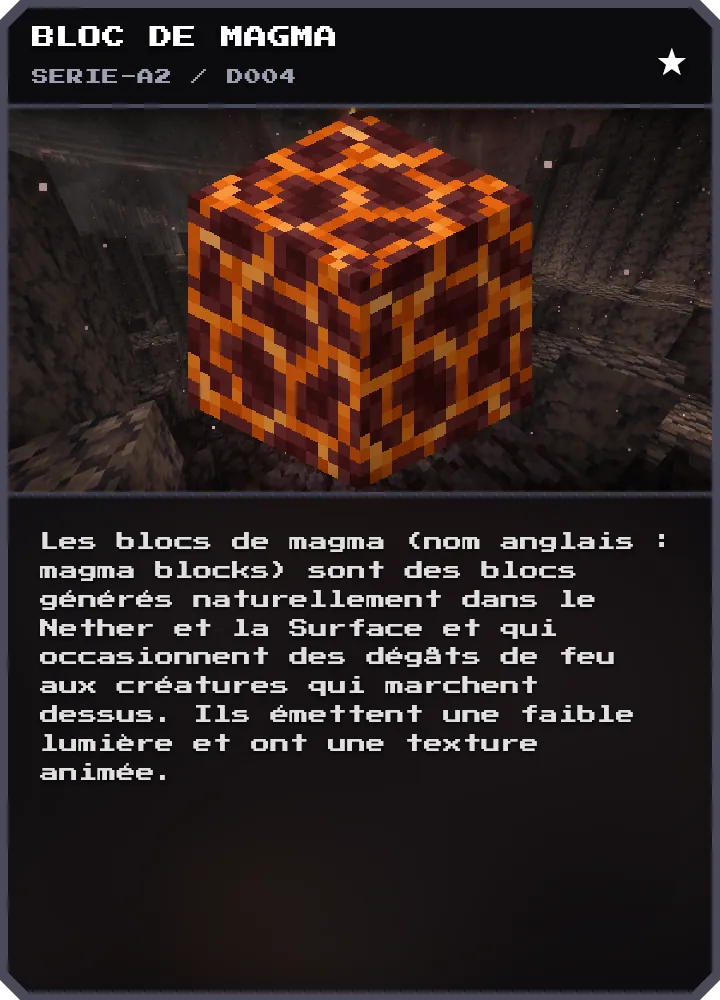 BLOC DE MAGMA
SERIE-A2 / D004
★
Les blocs de magma (nom anglais :
magma blocks) sont des blocs
générés naturellement dans le
Nether et la Surface et qui
occasionnent des dégâts de feu
aux créatures qui marchent
dessus. Ils émettent une faible
lumière et ont une texture
animée.